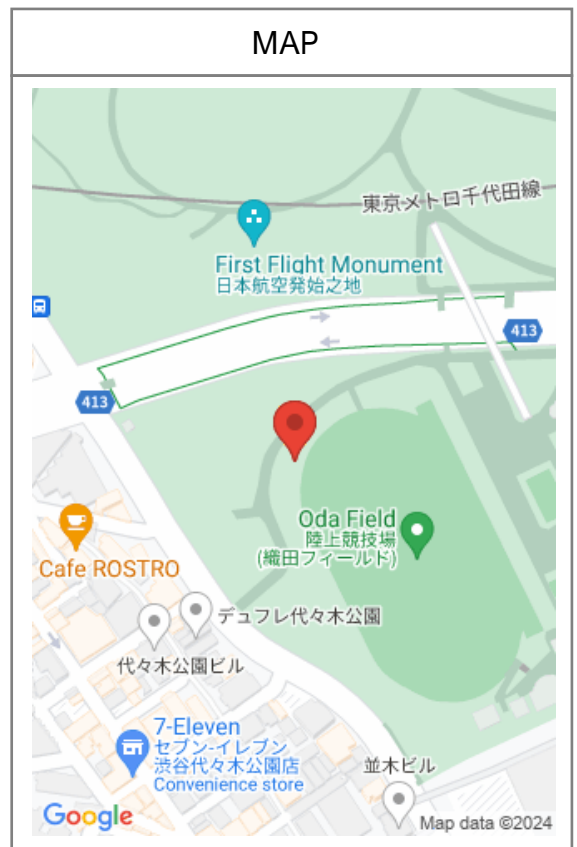 MAP
東京メトロ千代田線
First Flight Monument
日本航空発始之地
413
413
Oda Field
陸上競技場
(織田フィールド)
Cafe ROSTRO
デュフレ代々木公園
代々木公園ビル
7-Eleven
セブン-イレブン
渋谷代々木公園店
Convenience store
並木ビル
Google
Map data ©2024